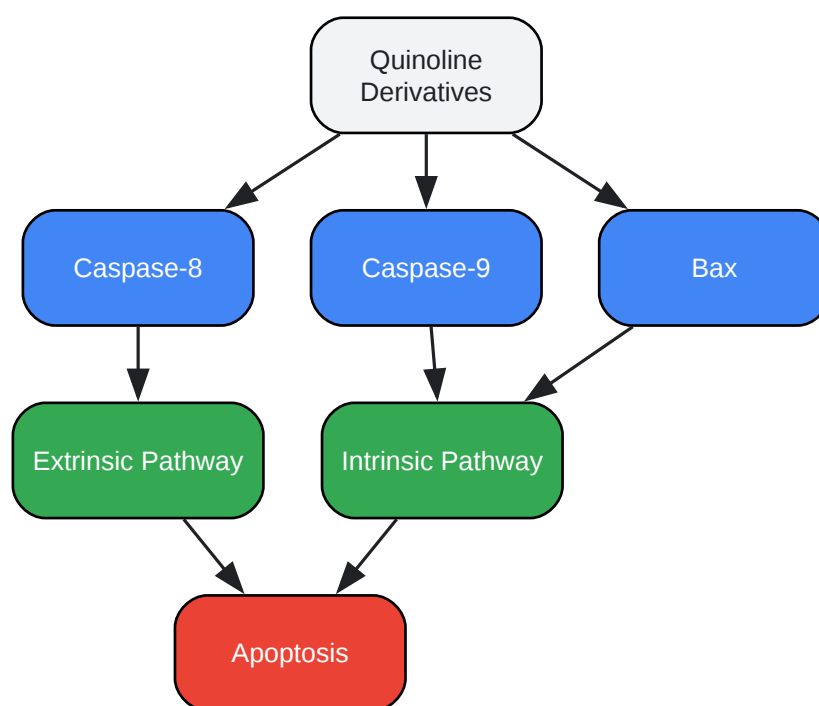 Quinoline
Derivatives
Caspase-8
Caspase-9
Bax
Extrinsic Pathway
Intrinsic Pathway
Apoptosis